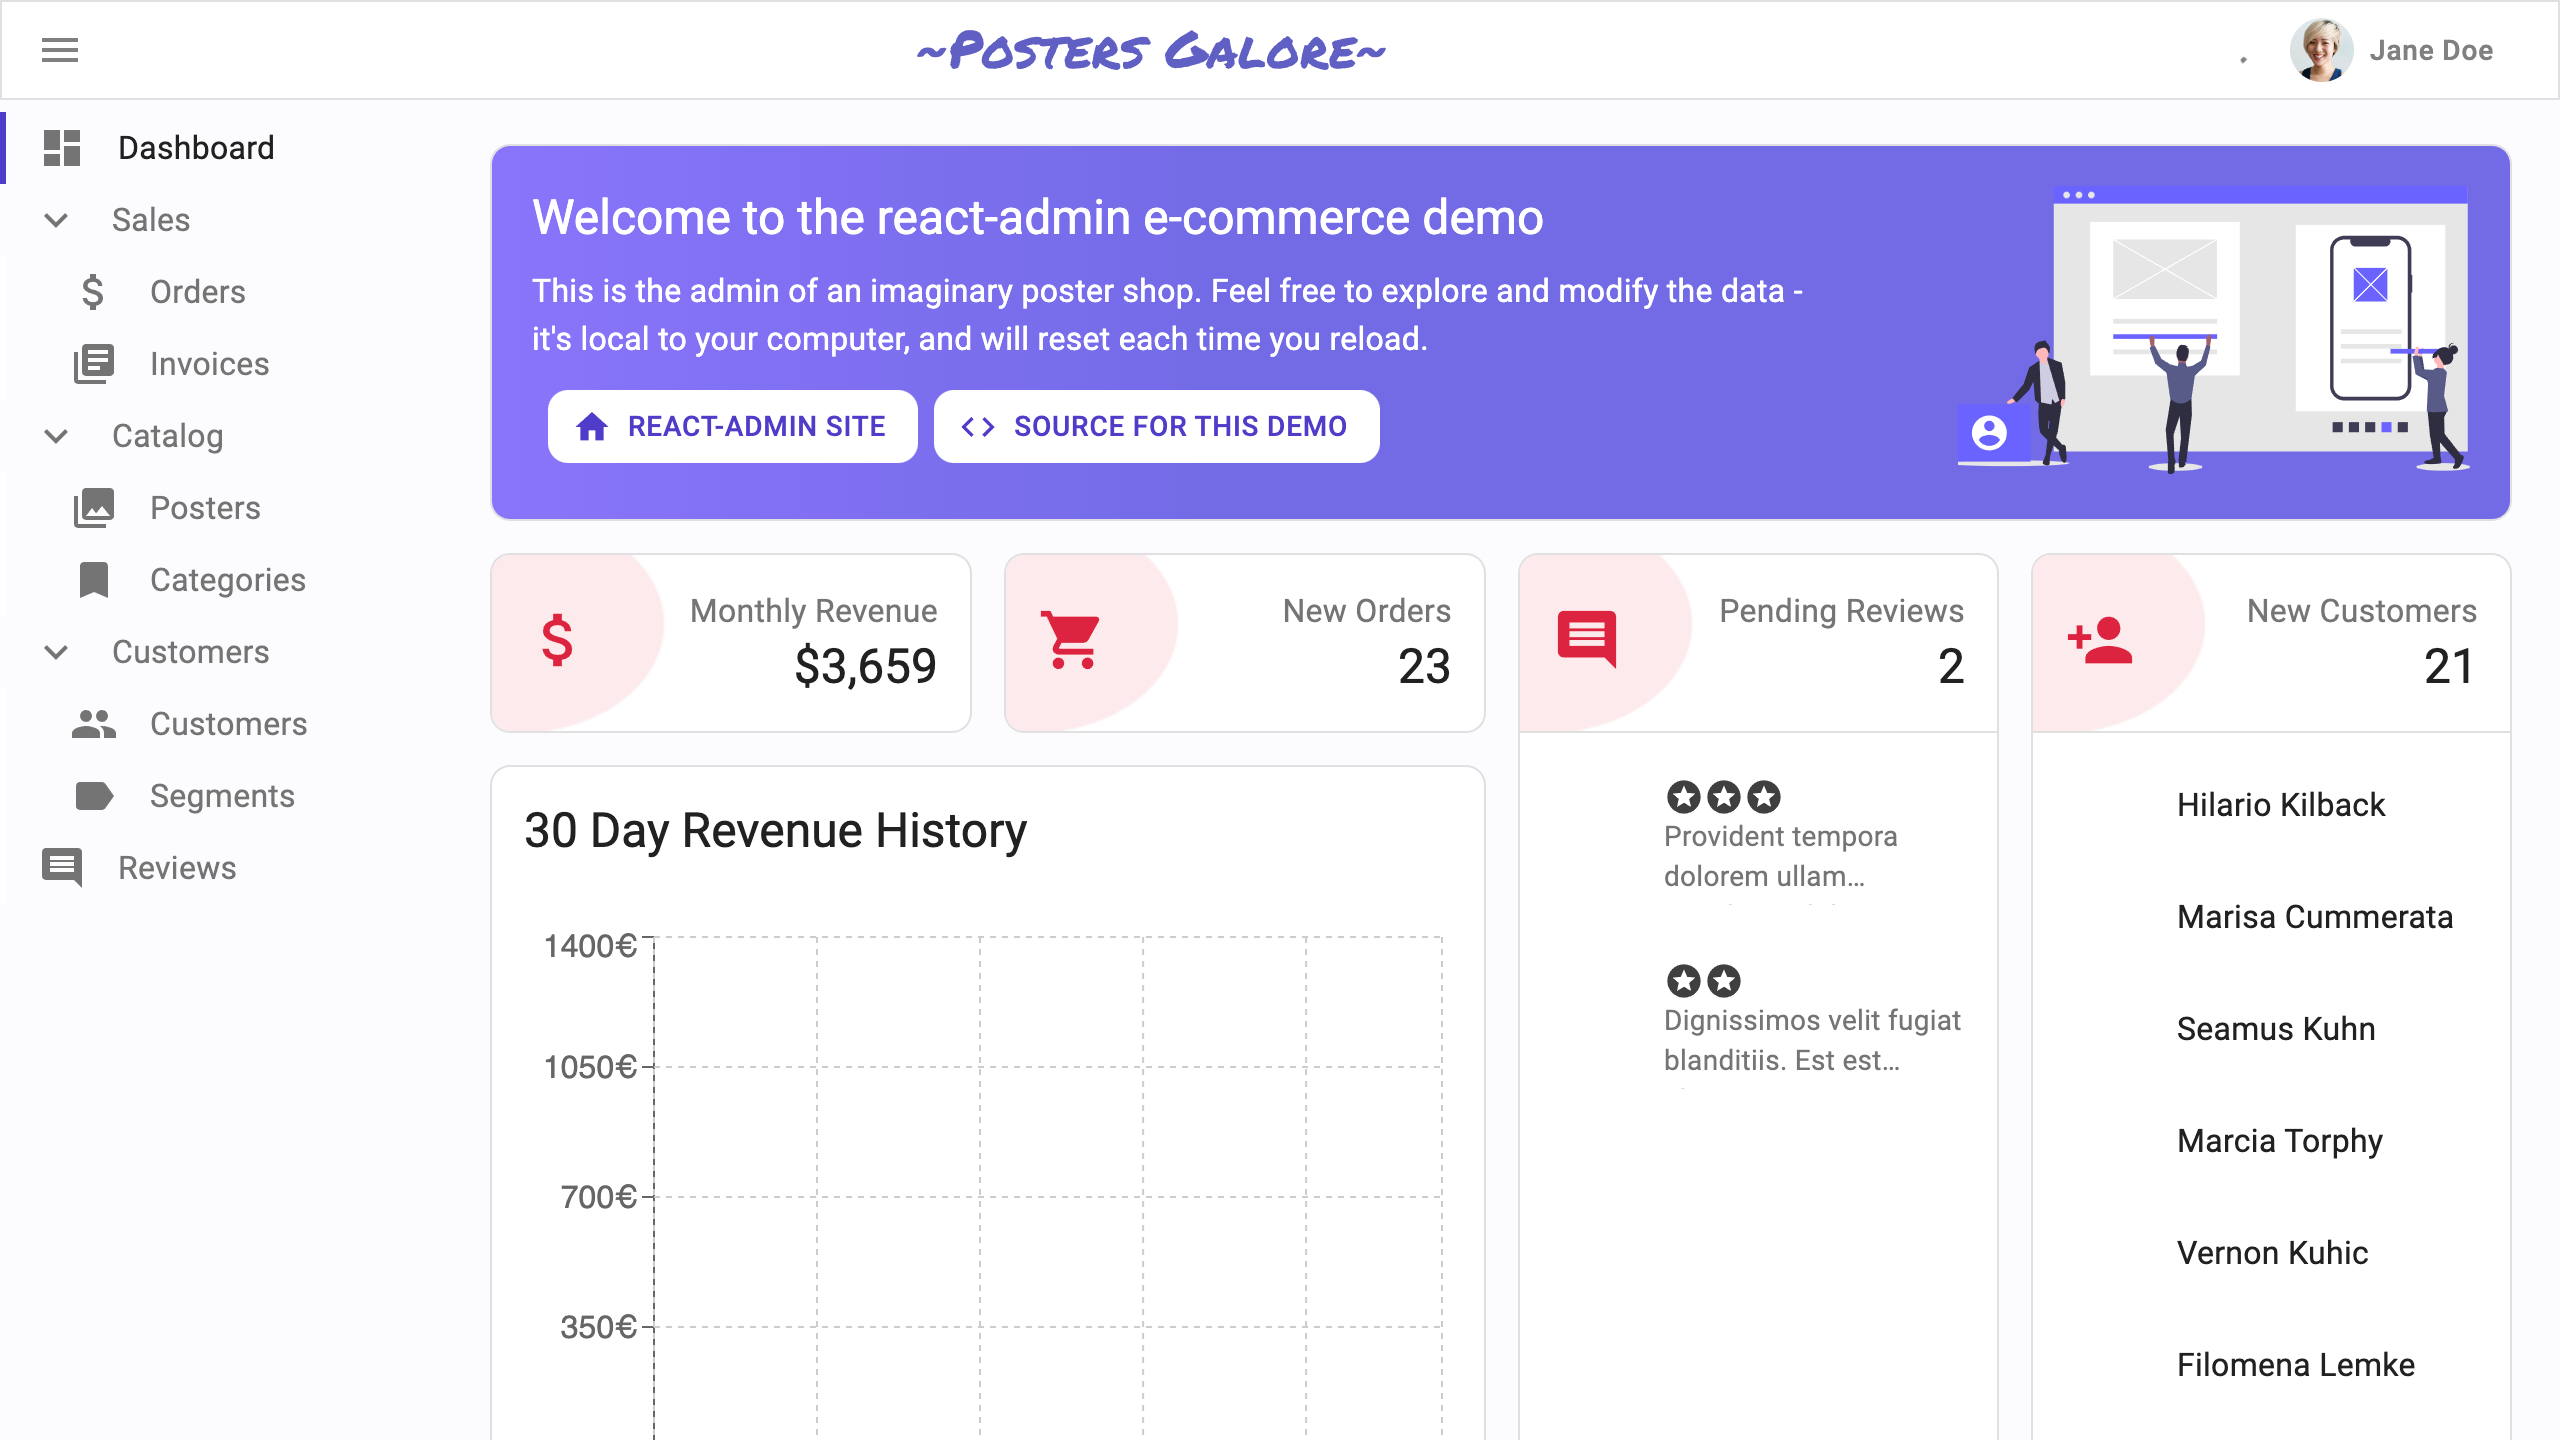 ~Posters Galore~
Jane Doe
Dashboard
Sales
Orders
Invoices
Catalog
Posters
Categories
Customers
Customers
Segments
Reviews
Welcome to the react-admin e-commerce demo
This is the admin of an imaginary poster shop. Feel free to explore and modify the data -
it's local to your computer, and will reset each time you reload.
REACT-ADMIN SITE
SOURCE FOR THIS DEMO
Monthly Revenue
$3,659
New Orders
23
Pending Reviews
2
New Customers
21
30 Day Revenue History
1400€
1050€
700€
350€
Provident tempora
dolorem ullam…
Dignissimos velit fugiat
blanditiis. Est est…
Hilario Kilback
Marisa Cummerata
Seamus Kuhn
Marcia Torphy
Vernon Kuhic
Filomena Lemke